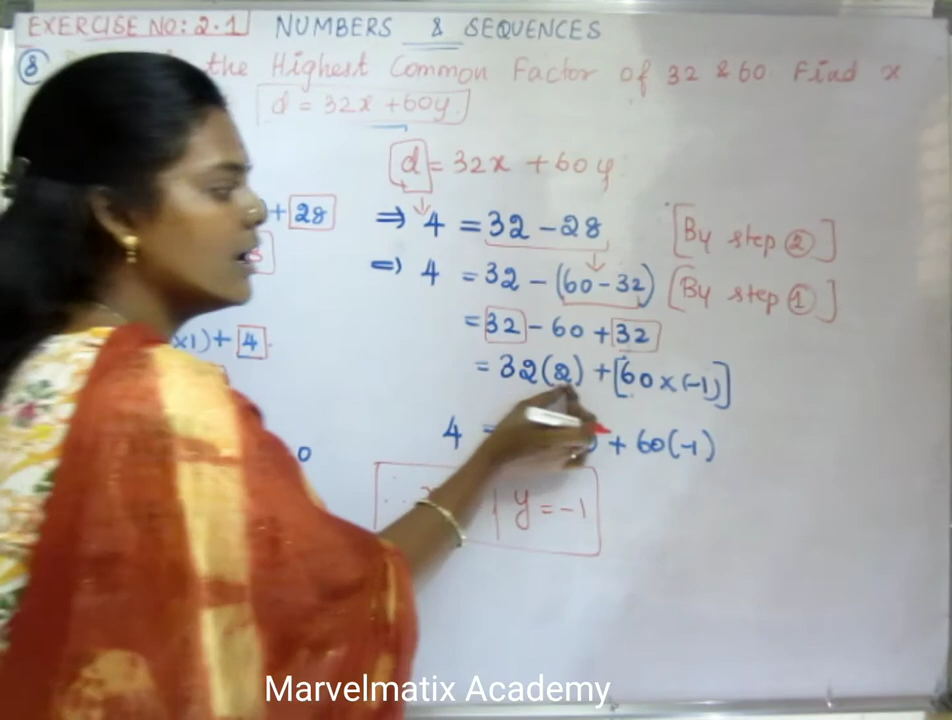 EXERCISE NO: 2.1 NUMBERS & SEQUENCES
⑧ the Highest Common Factor of 32 & 60 Find x
d = 32x + 60y
d = 32x + 60y
+ 28
⇒ 4 = 32 - 28 [By step ②]
⇒ 4 = 32 - (60 - 32) [By step ①]
x1) + 4
= 32 - 60 + 32
= 32(2) + [60 x (-1)]
4 = + 60(-1)
0
∴ y = -1
Marvelmatix Academy